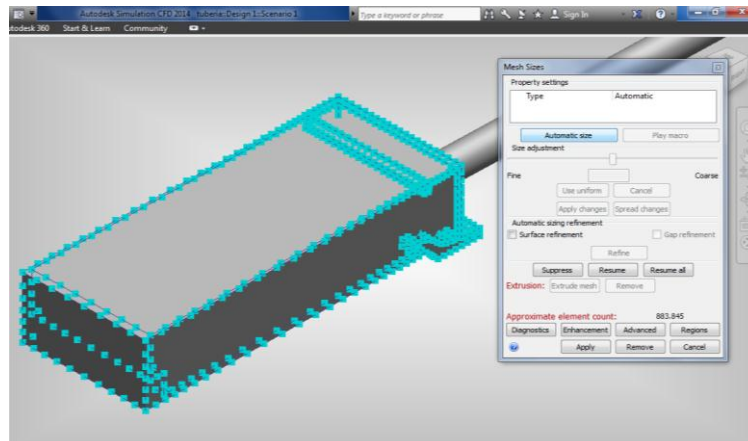 Autodesk Simulation CFD 2014 tuberia::Design 1::Scenario 1
Type a keyword or phrase
Sign In
todesk 360 Start & Learn Community
Mesh Sizes
Property settings
Type Automatic
Automatic size Play macro
Size adjustment
Fine Coarse
Use uniform Cancel
Apply changes Spread changes
Automatic sizing refinement
Surface refinement Gap refinement
Refine
Suppress Resume Resume all
Extrusion: Extrude mesh Remove
Approximate element count: 883.845
Diagnostics Enhancement Advanced Regions
Apply Remove Cancel